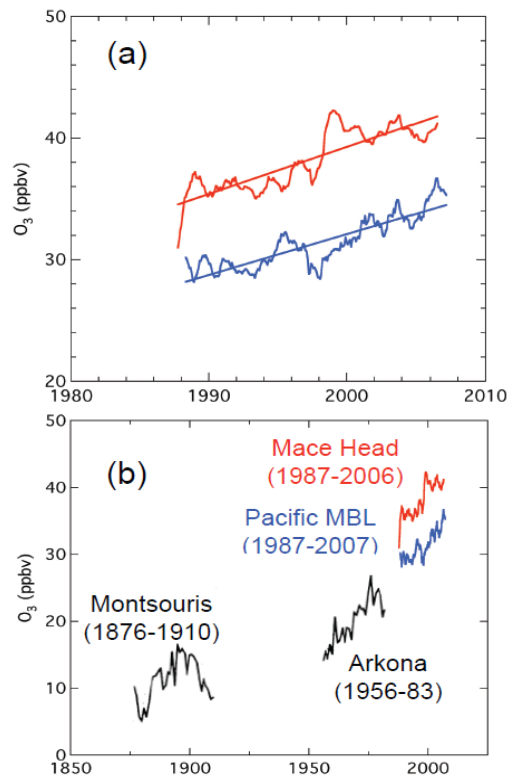 50
(a)
40
O3 (ppbv)
30
20
1980
1990
2000
2010
50
(b)
Mace Head
(1987-2006)
40
Pacific MBL
(1987-2007)
30
O3 (ppbv)
Montsouris
(1876-1910)
20
Arkona
(1956-83)
10
0
1850
1900
1950
2000